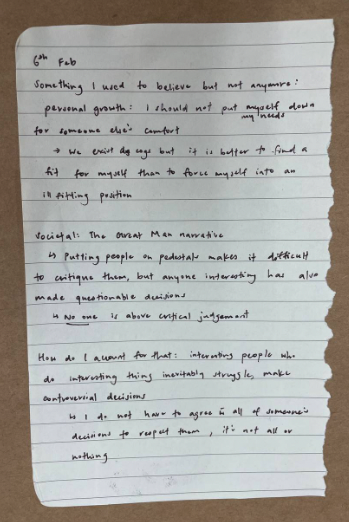 6th Feb
Something I used to believe but not anymore:
personal growth: I should not put myself down
my needs
for someone else's comfort
→ We exist as cogs but it is better to find a
fit for myself than to force myself into an
ill fitting position
Societal: The Great Man narrative
↳ Putting people on pedestals makes it difficult
to critique them, but anyone interesting has also
made questionable decisions
↳ No one is above critical judgement
How do I account for that: interesting people who
do interesting thing inevitably struggle, make
controversial decisions
↳ I do not have to agree all of someone's
decisions to respect them, it's not all or
nothing